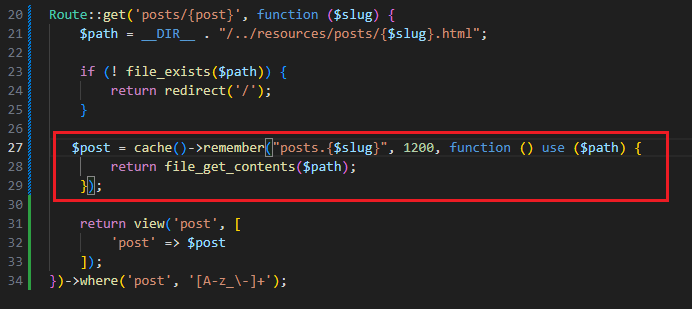 20 Route::get('posts/{post}', function ($slug) {
21     $path = __DIR__ . "/../resources/posts/{$slug}.html";
22
23     if (! file_exists($path)) {
24         return redirect('/');
25     }
26
27    $post = cache()->remember("posts.{$slug}", 1200, function () use ($path) {
28         return file_get_contents($path);
29     });
30
31     return view('post', [
32         'post' => $post
33     ]);
34 })->where('post', '[A-z_\-]+');